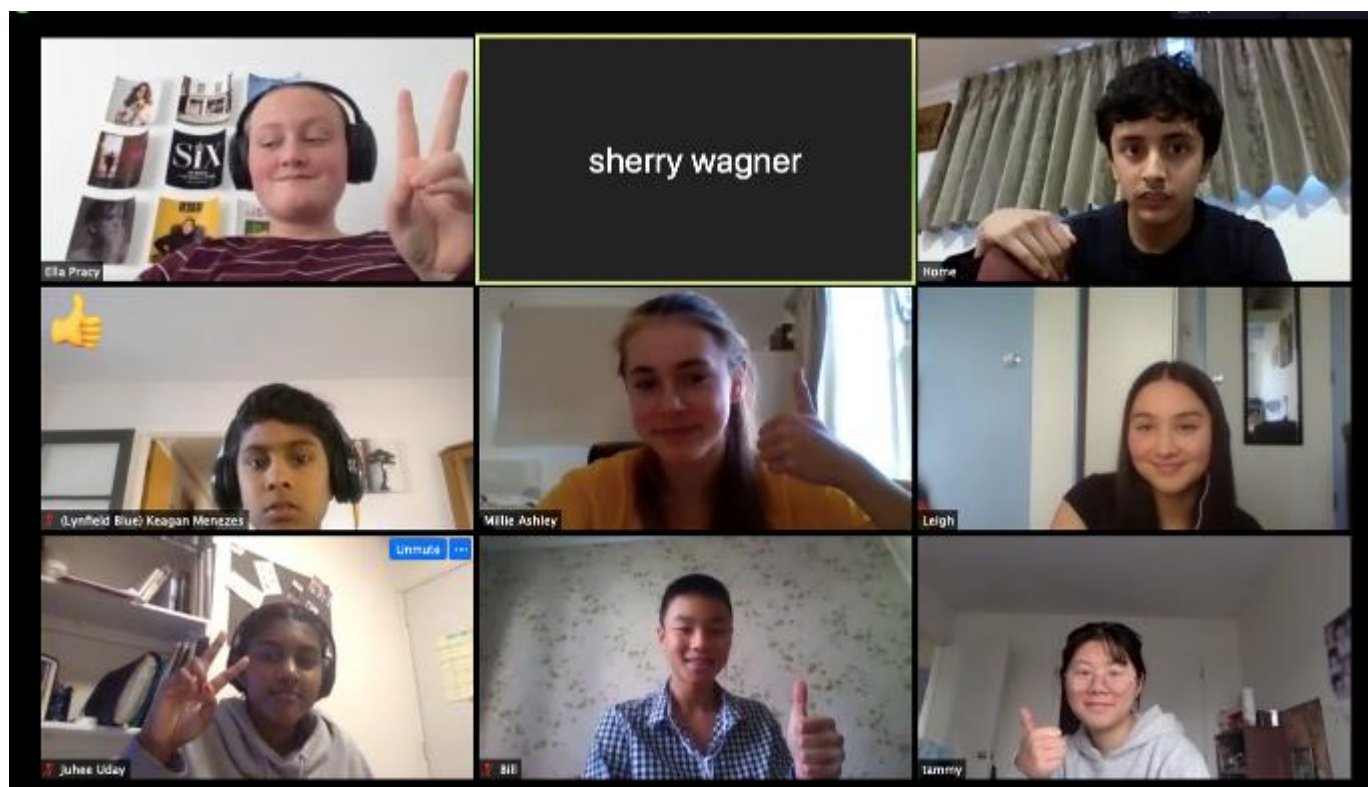 SIX
Ella Pracy
sherry wagner
Home
(Lynfield Blue) Keagan Menezes
Millie Ashley
Leigh
Unmute
Juhee Uday
Bill
tammy